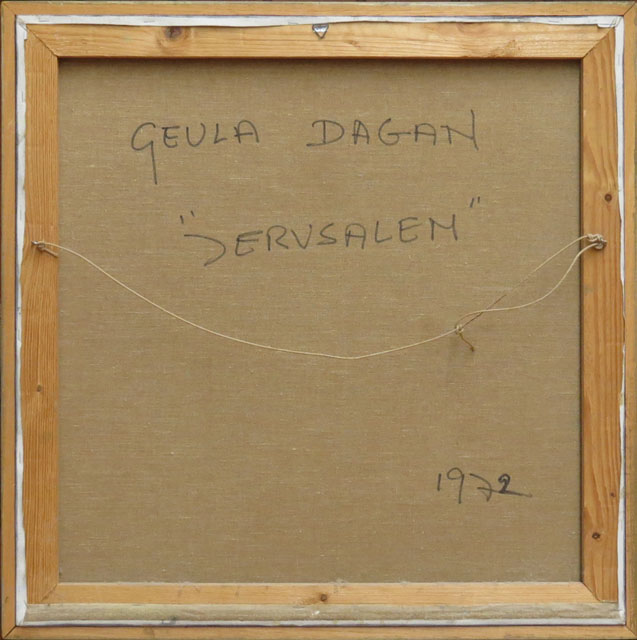 GEULA DAGAN
"JERUSALEM"
1972